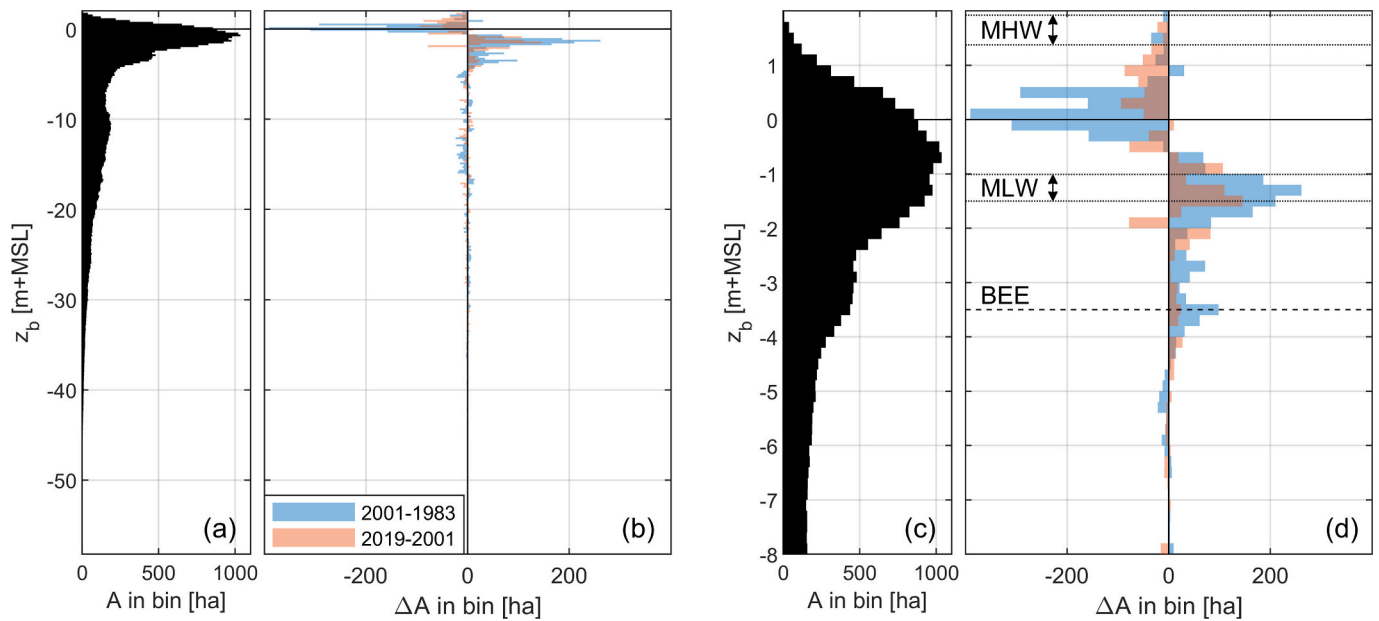 0
-10
-20
-30
-40
-50
z_b [m+MSL]
0 500 1000
A in bin [ha]
(a)
-200 0 200
ΔA in bin [ha]
2001-1983
2019-2001
(b)
1
0
-1
-2
-3
-4
-5
-6
-7
-8
z_b [m+MSL]
0 500 1000
A in bin [ha]
(c)
MHW
MLW
BEE
-200 0 200
ΔA in bin [ha]
(d)